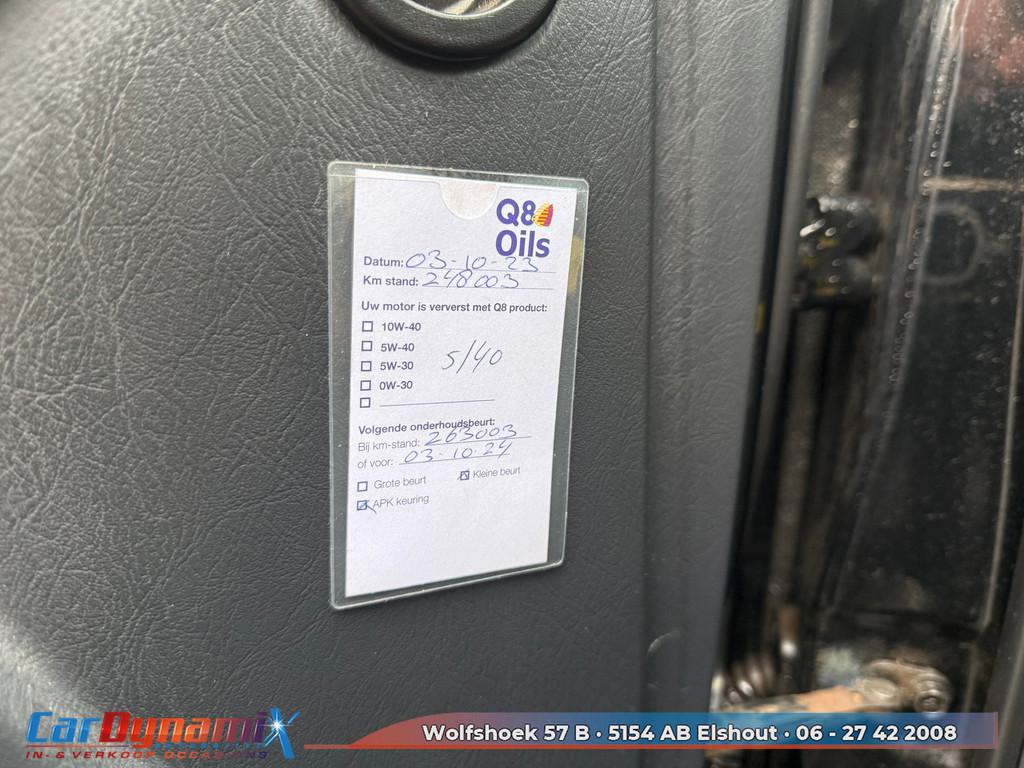 Q8
Oils
Datum: 03-10-23
Km stand: 248003
Uw motor is ververst met Q8 product:
10W-40
5W-40
5/40
5W-30
0W-30
Volgende onderhoudsbeurt:
Bij km-stand: 263003
of voor: 03-10-24
Grote beurt
Kleine beurt
APK keuring
CarDynamiX
IN- & VERKOOP OCCASIONS
Wolfshoek 57 B • 5154 AB Elshout • 06 - 27 42 2008